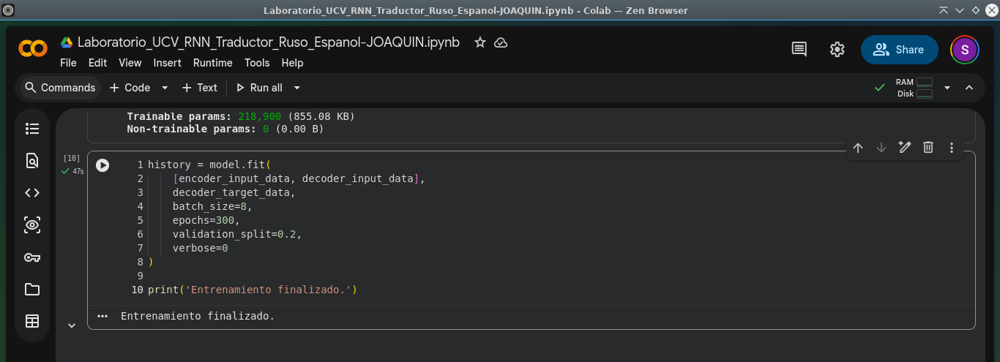 Laboratorio_UCV_RNN_Traductor_Ruso_Espanol-JOAQUIN.ipynb - Colab — Zen Browser
Laboratorio_UCV_RNN_Traductor_Ruso_Espanol-JOAQUIN.ipynb
File Edit View Insert Runtime Tools Help
Share
S
Commands + Code + Text Run all
RAM
Disk
Trainable params: 218,900 (855.08 KB)
Non-trainable params: 0 (0.00 B)
[10]
47s
1 history = model.fit(
2 [encoder_input_data, decoder_input_data],
3 decoder_target_data,
4 batch_size=8,
5 epochs=300,
6 validation_split=0.2,
7 verbose=0
8 )
9
10 print('Entrenamiento finalizado.')
Entrenamiento finalizado.